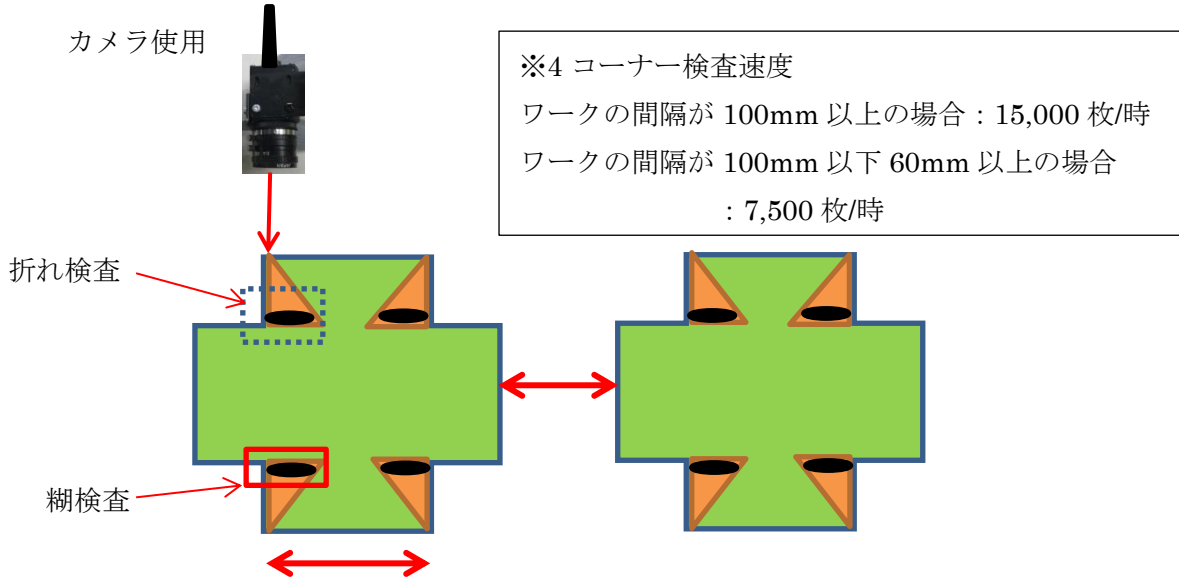 カメラ使用
※4 コーナー検査速度
ワークの間隔が 100mm 以上の場合：15,000 枚/時
ワークの間隔が 100mm 以下 60mm 以上の場合
：7,500 枚/時
折れ検査
糊検査